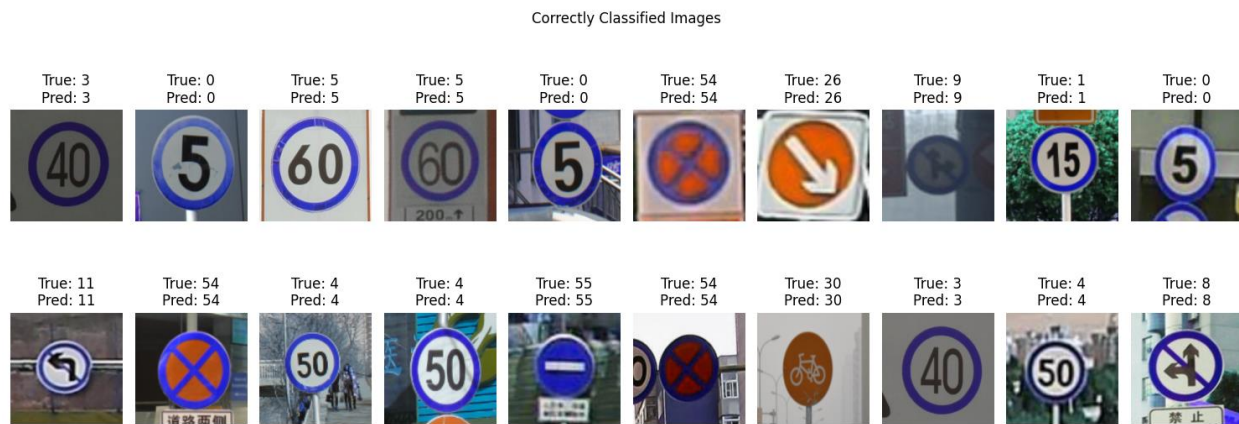 Correctly Classified Images
True: 3
Pred: 3
True: 0
Pred: 0
True: 5
Pred: 5
True: 5
Pred: 5
True: 0
Pred: 0
True: 54
Pred: 54
True: 26
Pred: 26
True: 9
Pred: 9
True: 1
Pred: 1
True: 0
Pred: 0
40
5
60
60
200
5
15
5
True: 11
Pred: 11
True: 54
Pred: 54
True: 4
Pred: 4
True: 4
Pred: 4
True: 55
Pred: 55
True: 54
Pred: 54
True: 30
Pred: 30
True: 3
Pred: 3
True: 4
Pred: 4
True: 8
Pred: 8
道路两侧
50
50
0
40
50
禁止